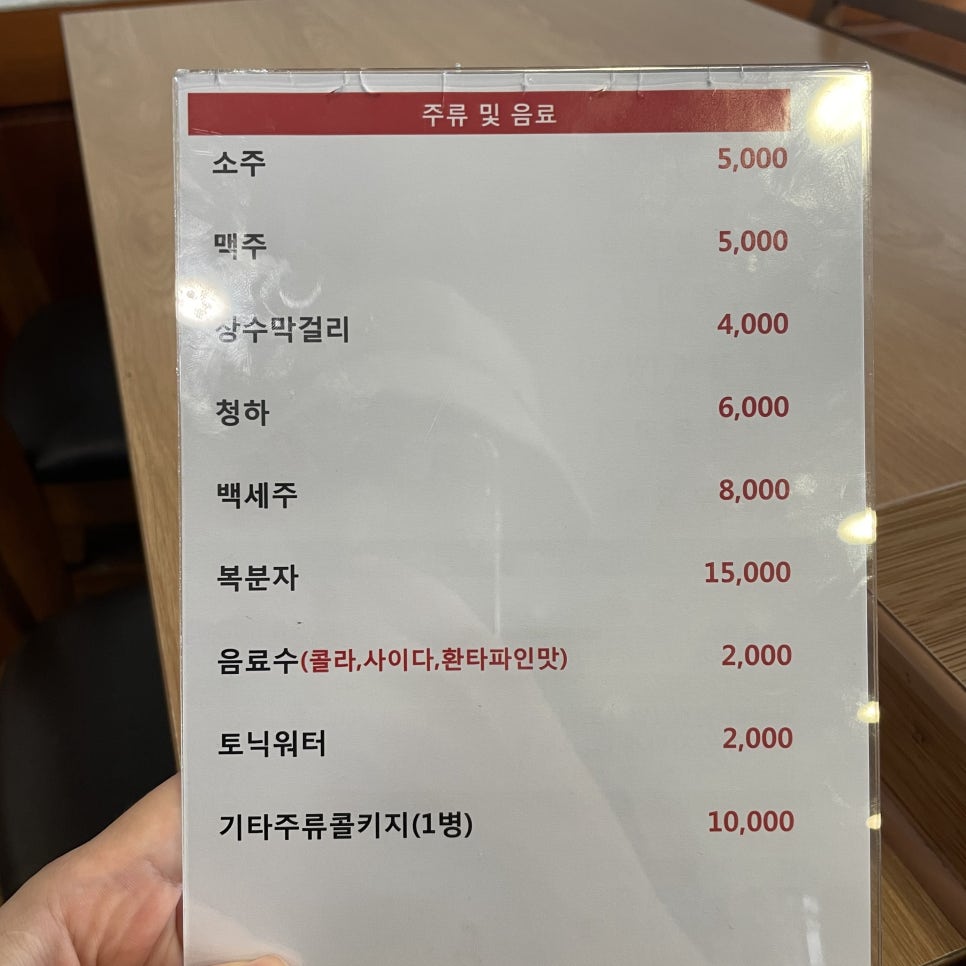 주류 및 음료
소주 5,000
맥주 5,000
장수막걸리 4,000
청하 6,000
백세주 8,000
복분자 15,000
음료수(콜라,사이다,환타파인맛) 2,000
토닉워터 2,000
기타주류콜키지(1병) 10,000